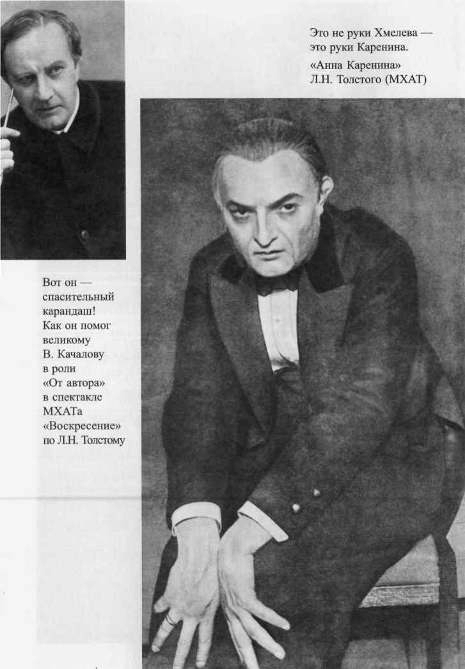 Это не руки Хмелева —
это руки Каренина.
«Анна Каренина»
Л.Н. Толстого (МХАТ)
Вот он —
спасительный
карандаш!
Как он помог
великому
В. Качалову
в роли
«От автора»
в спектакле
МХАТа
«Воскресение»
по Л.Н. Толстому